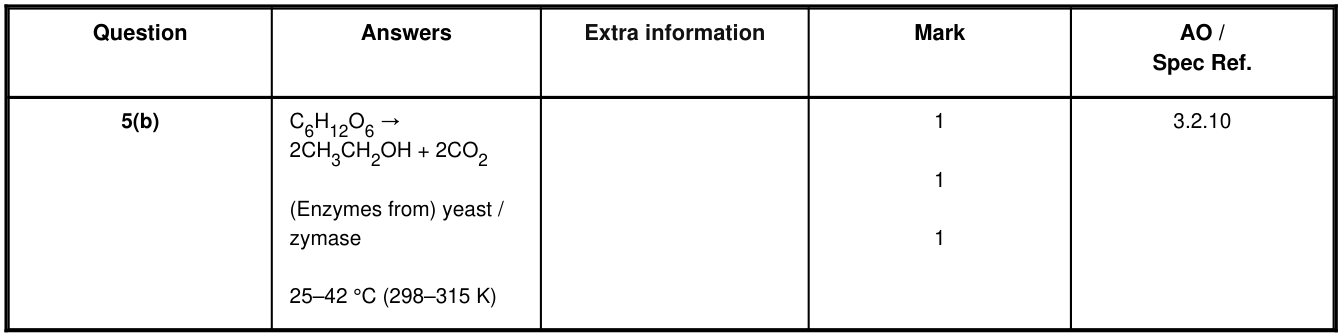 Question Answers Extra information Mark AO /
Spec Ref.
5(b) C₆H₁₂O₆ → 1 3.2.10
2CH₃CH₂OH + 2CO₂
1
(Enzymes from) yeast /
zymase 1
25–42 °C (298–315 K)